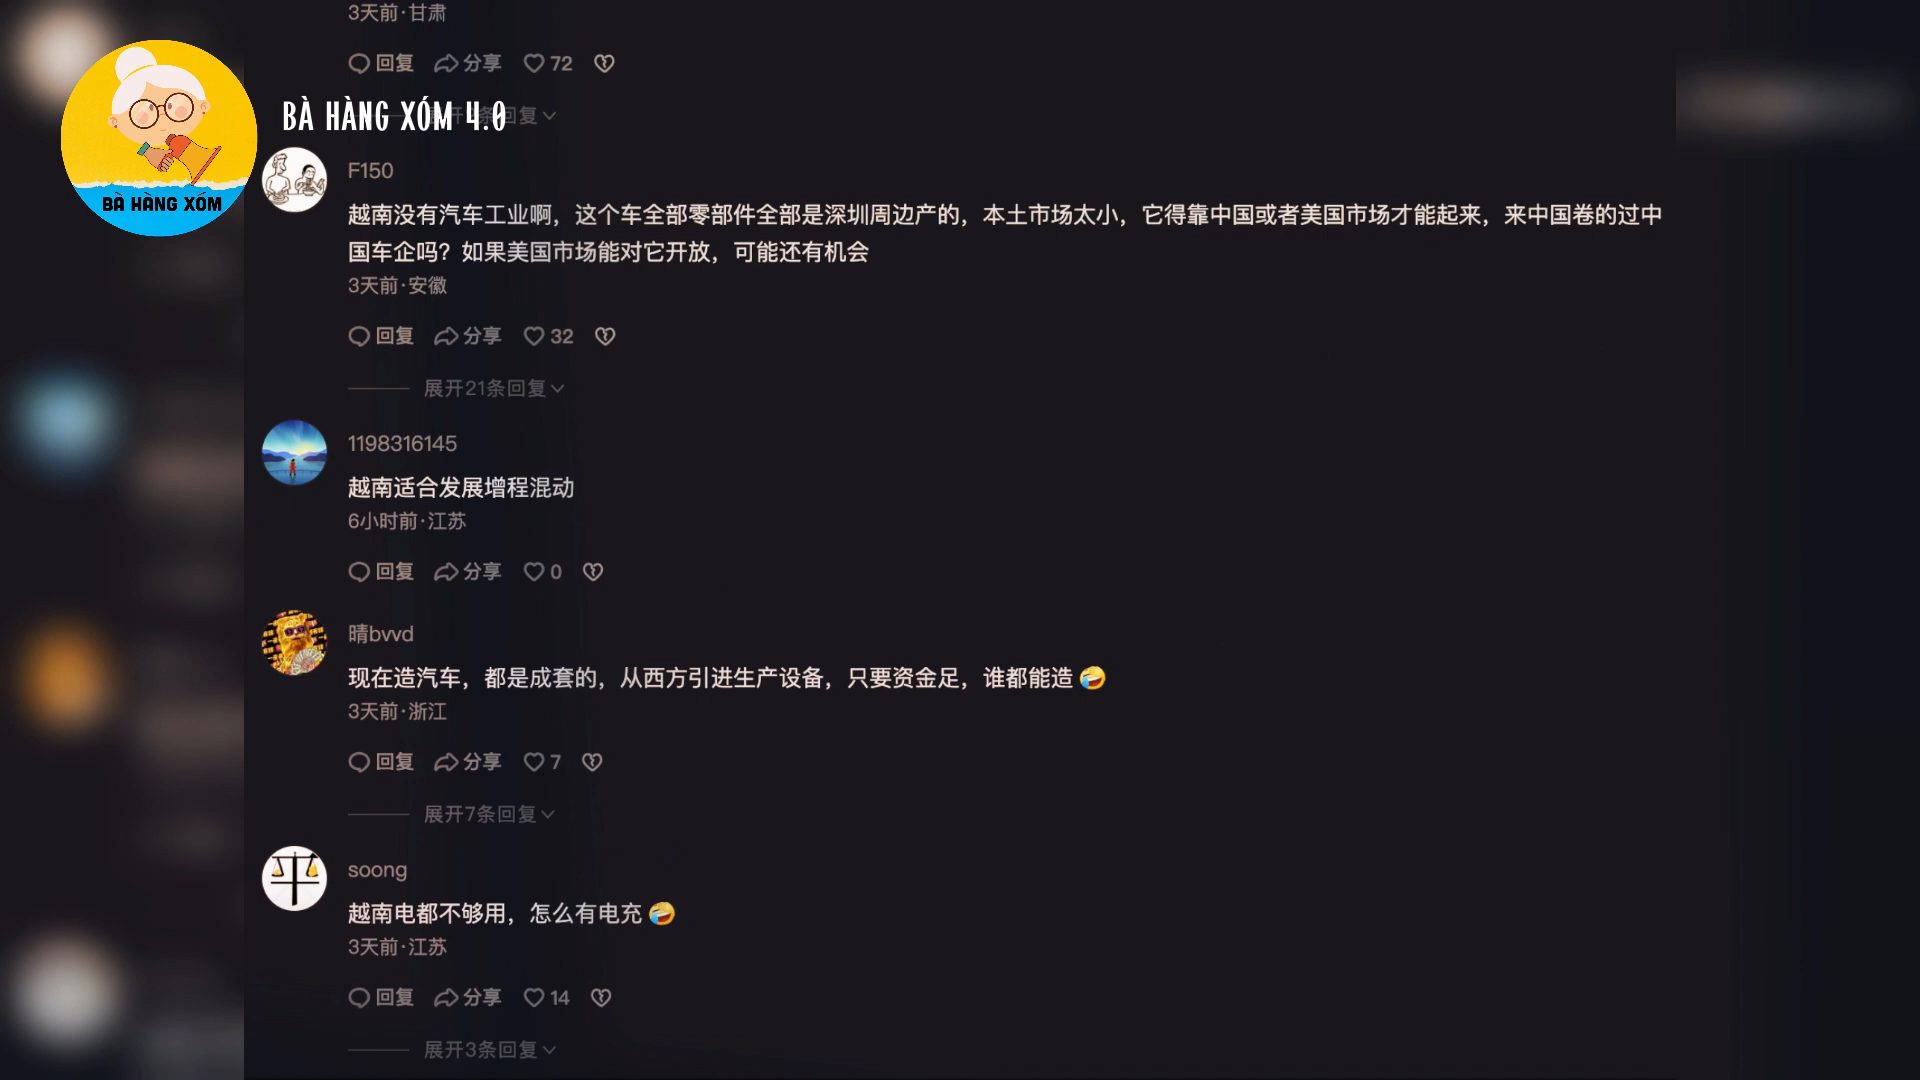 3天前·甘肃
回复 分享 72
BÀ HÀNG XÓM 4.0
BÀ HÀNG XÓM
F150
越南没有汽车工业啊，这个车全部零部件全部是深圳周边产的，本土市场太小，它得靠中国或者美国市场才能起来，来中国卷的过中
国车企吗？如果美国市场能对它开放，可能还有机会
3天前·安徽
回复 分享 32
展开21条回复
1198316145
越南适合发展增程混动
6小时前·江苏
回复 分享 0
晴bvvd
现在造汽车，都是成套的，从西方引进生产设备，只要资金足，谁都能造🤣
3天前·浙江
回复 分享 7
展开7条回复
soong
越南电都不够用，怎么有电充🤣
3天前·江苏
回复 分享 14
展开3条回复